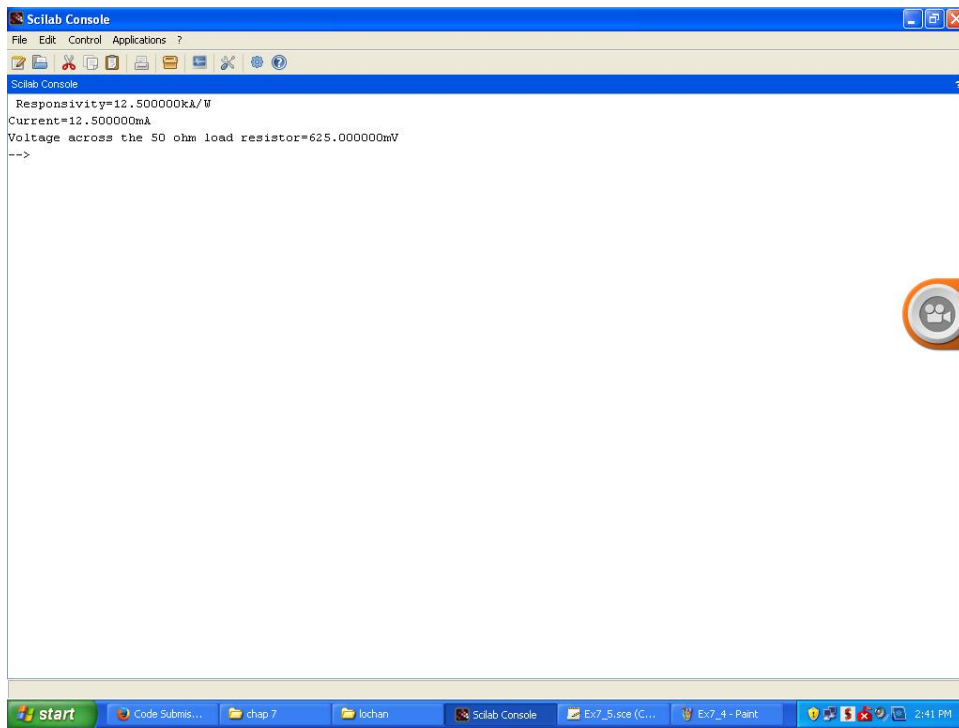 Scilab Console
File Edit Control Applications ?
Scilab Console ?
Responsivity=12.500000kA/W
Current=12.500000mA
Voltage across the 50 ohm load resistor=625.000000mV
-->
start Code Submis... chap 7 lochan Scilab Console Ex7_5.sce (C... Ex7_4 - Paint 2:41 PM